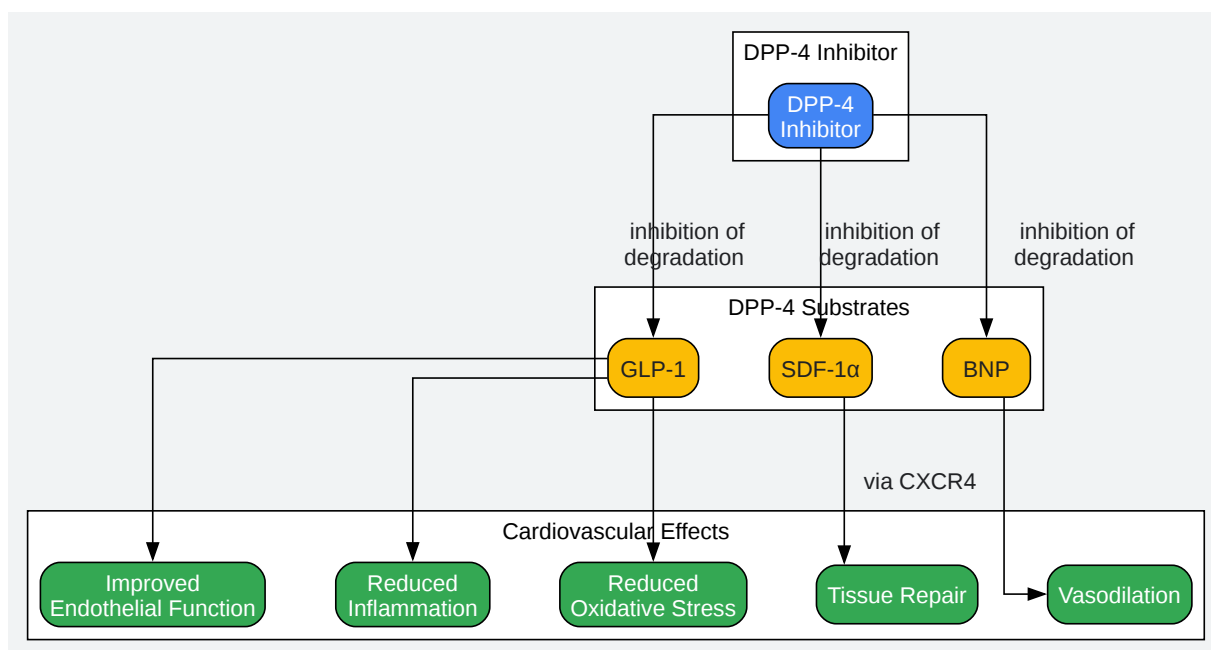 DPP-4 Inhibitor
DPP-4
Inhibitor
inhibition of
degradation
inhibition of
degradation
inhibition of
degradation
DPP-4 Substrates
GLP-1
SDF-1α
BNP
via CXCR4
Cardiovascular Effects
Improved
Endothelial Function
Reduced
Inflammation
Reduced
Oxidative Stress
Tissue Repair
Vasodilation